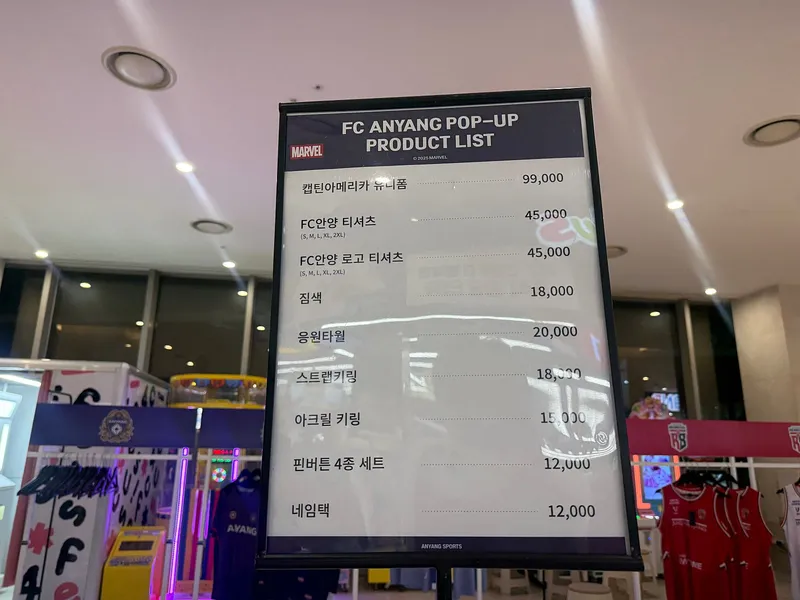 FC ANYANG POP-UP
PRODUCT LIST
MARVEL
© 2025 MARVEL
캡틴아메리카 유니폼 99,000
FC안양 티셔츠 45,000
(S, M, L, XL, 2XL)
FC안양 로고 티셔츠 45,000
(S, M, L, XL, 2XL)
짐색 18,000
응원타월 20,000
스트랩키링 18,000
아크릴 키링 15,000
핀버튼 4종 세트 12,000
네임택 12,000
ANYANG SPORTS
AYANG